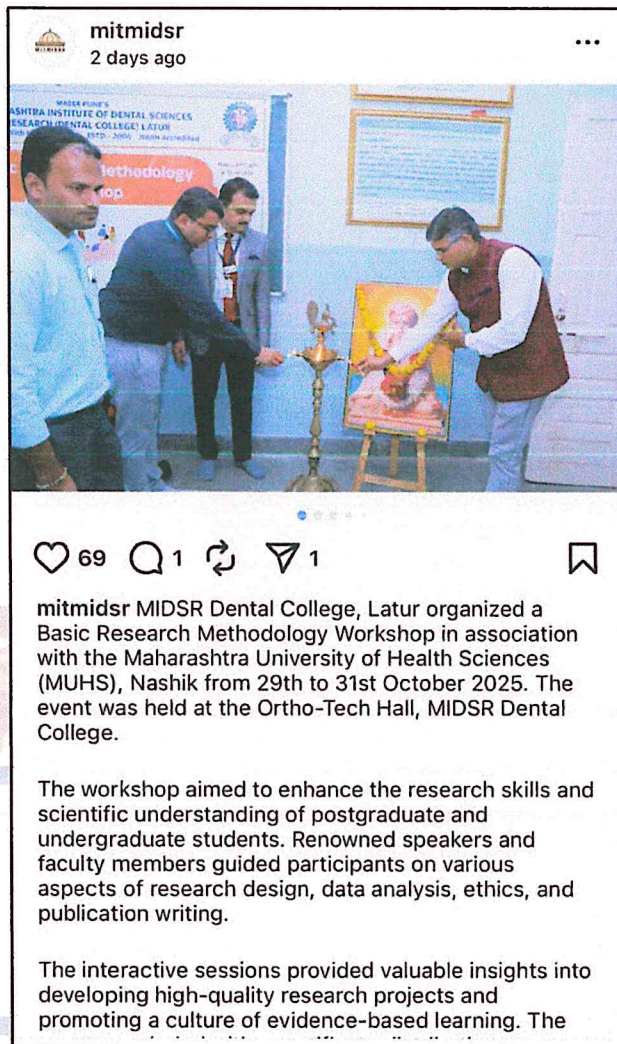 mitmidsr
2 days ago
MAEER PUNE'S
ASHTRA INSTITUTE OF DENTAL SCIENCES
RESEARCH (DENTAL COLLEGE) LATUR
ESTD. - 2006
Methodology
op
69
1
1
mitmidsr MIDSR Dental College, Latur organized a
Basic Research Methodology Workshop in association
with the Maharashtra University of Health Sciences
(MUHS), Nashik from 29th to 31st October 2025. The
event was held at the Ortho-Tech Hall, MIDSR Dental
College.
The workshop aimed to enhance the research skills and
scientific understanding of postgraduate and
undergraduate students. Renowned speakers and
faculty members guided participants on various
aspects of research design, data analysis, ethics, and
publication writing.
The interactive sessions provided valuable insights into
developing high-quality research projects and
promoting a culture of evidence-based learning. The